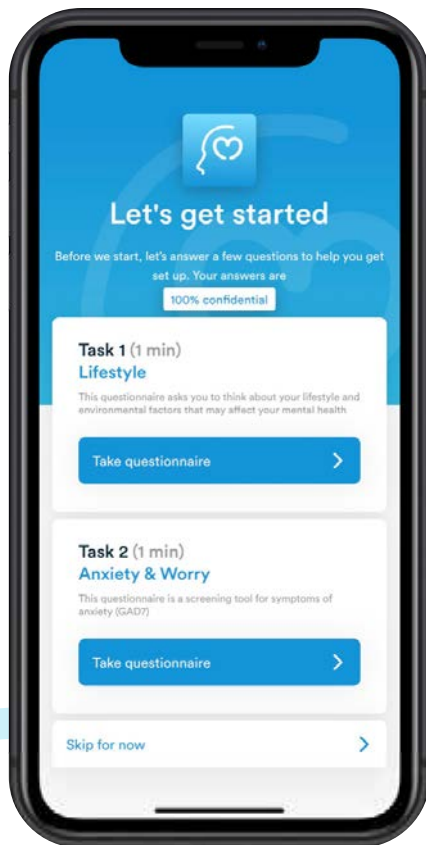 Let's get started
Before we start, let's answer a few questions to help you get
set up. Your answers are
100% confidential
Task 1 (1 min)
Lifestyle
This questionnaire asks you to think about your lifestyle and
environmental factors that may affect your mental health
Take questionnaire
Task 2 (1 min)
Anxiety & Worry
This questionnaire is a screening tool for symptoms of
anxiety (GAD7)
Take questionnaire
Skip for now